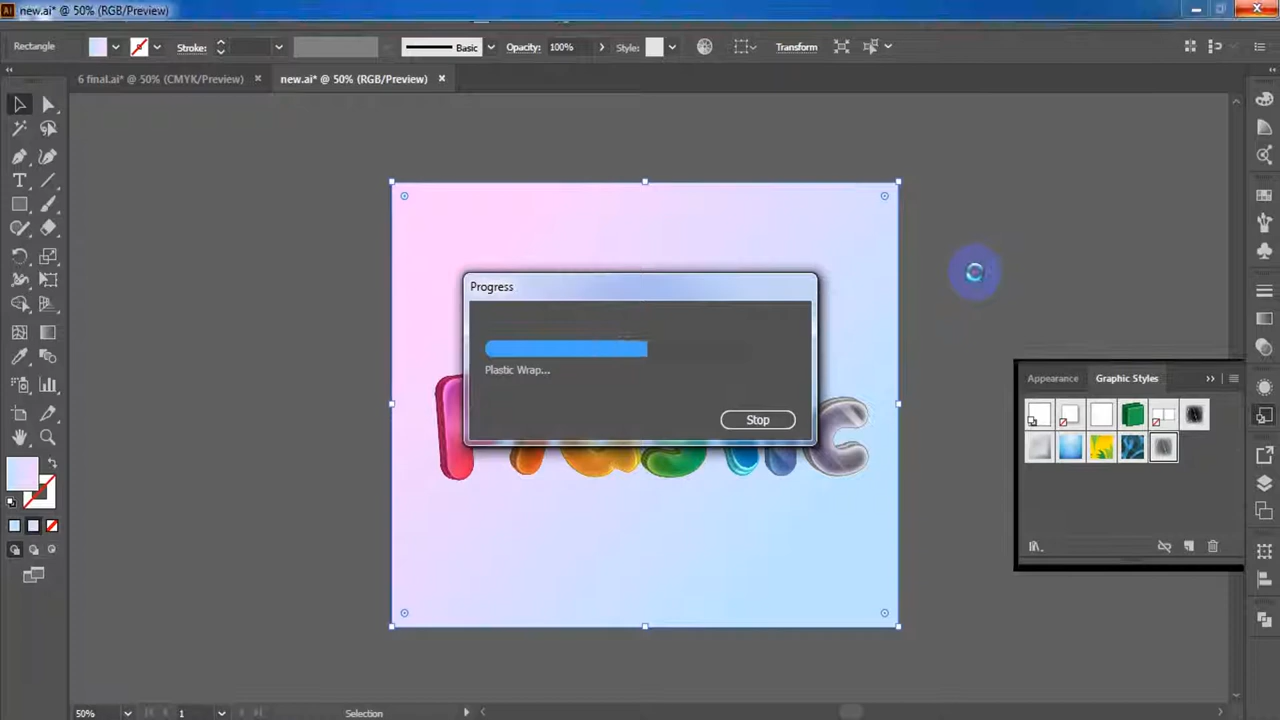 Ai new.ai* @ 50% (RGB/Preview)
Rectangle Stroke: Basic Opacity: 100% Style: Transform
6 final.ai* @ 50% (CMYK/Preview) × new.ai* @ 50% (RGB/Preview) ×
Progress
Plastic Wrap...
Stop
Appearance Graphic Styles
50% 1 Selection